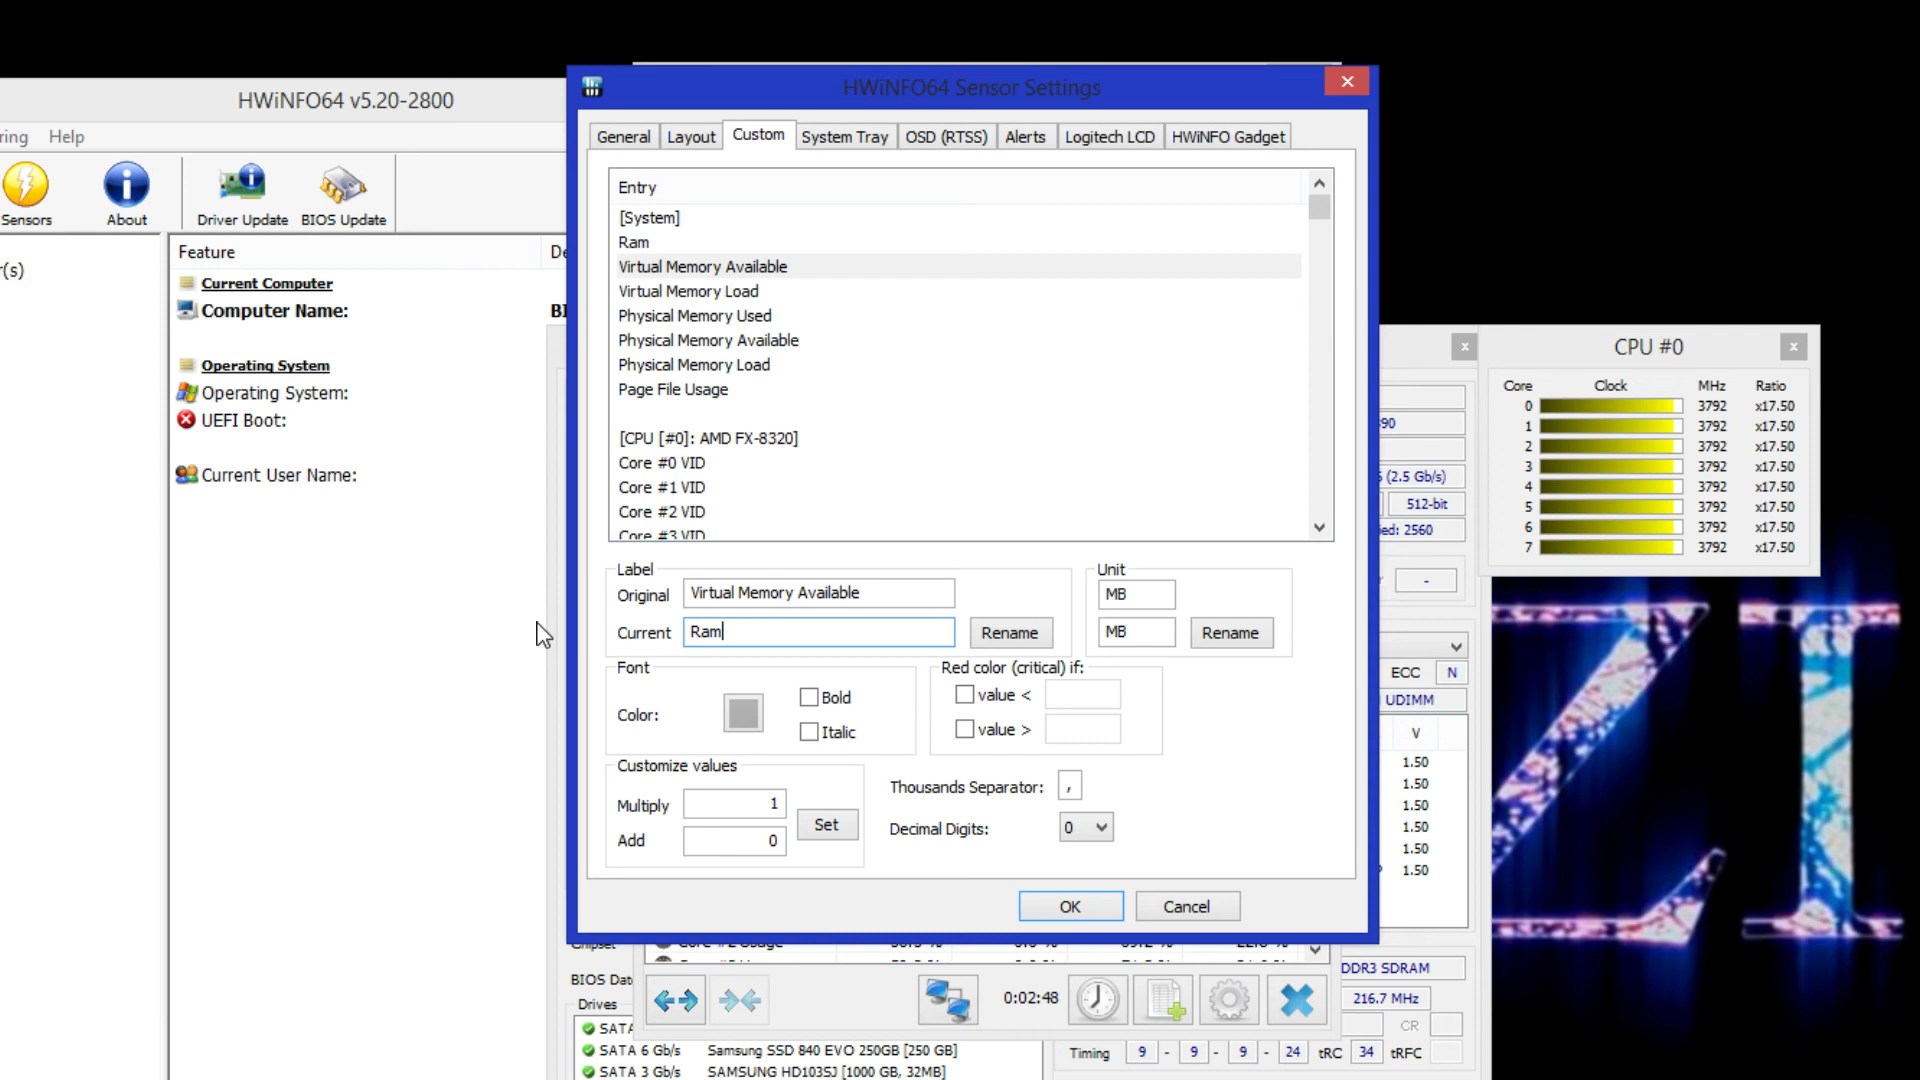 HWiNFO64 v5.20-2800
ring Help
Sensors About Driver Update BIOS Update
r(s)
Feature De
Current Computer
Computer Name: BI
Operating System
Operating System:
UEFI Boot:
Current User Name:
HWiNFO64 Sensor Settings
General Layout Custom System Tray OSD (RTSS) Alerts Logitech LCD HWiNFO Gadget
Entry
[System]
Ram
Virtual Memory Available
Virtual Memory Load
Physical Memory Used
Physical Memory Available
Physical Memory Load
Page File Usage
[CPU [#0]: AMD FX-8320]
Core #0 VID
Core #1 VID
Core #2 VID
Core #3 VID
Label
Original Virtual Memory Available
Current Ram Rename
Unit
MB
MB Rename
Font
Color: Bold
Italic
Red color (critical) if:
value <
value >
Customize values
Multiply 1
Add 0
Set
Thousands Separator: ,
Decimal Digits: 0
OK Cancel
CPU #0
Core Clock MHz Ratio
0 3792 x17.50
1 3792 x17.50
2 3792 x17.50
3 3792 x17.50
4 3792 x17.50
5 3792 x17.50
6 3792 x17.50
7 3792 x17.50
(2.5 Gb/s)
512-bit
ied: 2560
-
ECC N
UDIMM
V
1.50
1.50
1.50
1.50
1.50
1.50
Chipset
BIOS Dat
Drives
0:02:48
SATA
SATA 6 Gb/s Samsung SSD 840 EVO 250GB [250 GB]
SATA 3 Gb/s SAMSUNG HD103SJ [1000 GB, 32MB]
DDR3 SDRAM
216.7 MHz
CR
Timing 9 - 9 - 9 - 24 tRC 34 tRFC